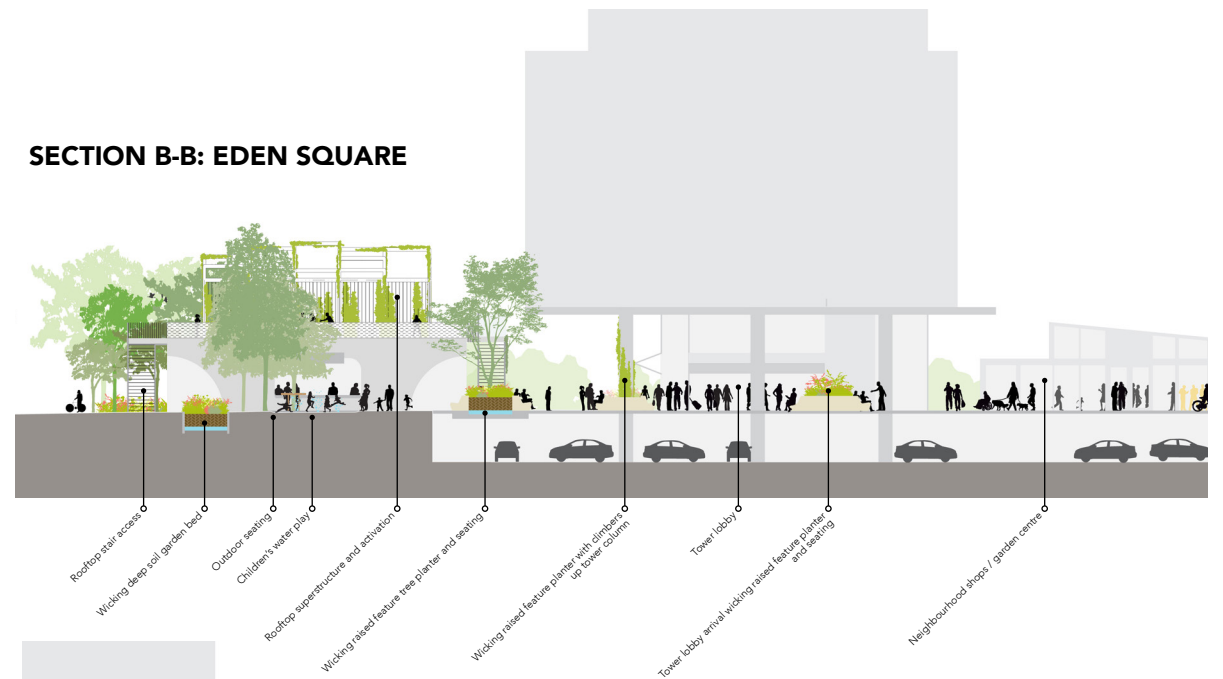 SECTION B-B: EDEN SQUARE
Rooftop stair access
Wicking deep soil garden bed
Outdoor seating
Children's water play
Rooftop superstructure and activation
Wicking raised feature tree planter and seating
Wicking raised feature planter with climbers
up tower column
Tower lobby
Tower lobby arrival wicking raised feature planter
and seating
Neighbourhood shops / garden centre